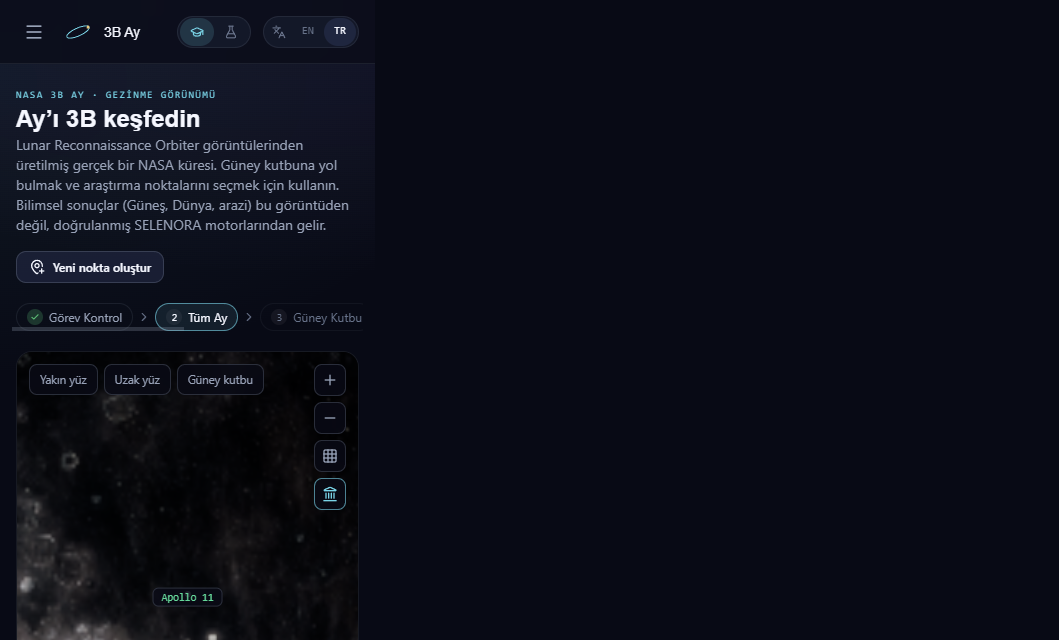 3B Ay
EN
TR
NASA 3B AY · GEZİNME GÖRÜNÜMÜ
Ay’ı 3B keşfedin
Lunar Reconnaissance Orbiter görüntülerinden
üretilmiş gerçek bir NASA küresi. Güney kutbuna yol
bulmak ve araştırma noktalarını seçmek için kullanın.
Bilimsel sonuçlar (Güneş, Dünya, arazi) bu görüntüden
değil, doğrulanmış SELENORA motorlarından gelir.
Yeni nokta oluştur
Görev Kontrol
2 Tüm Ay
3 Güney Kutbu
Yakın yüz
Uzak yüz
Güney kutbu
Apollo 11